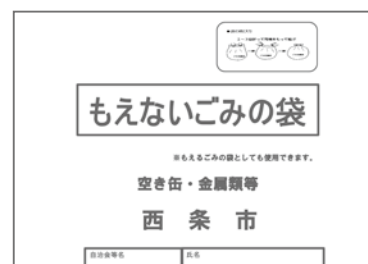 もえないごみの袋
※もえるごみの袋としても使用できます。
空き缶・金属類等
西条市
自治会等名
氏名